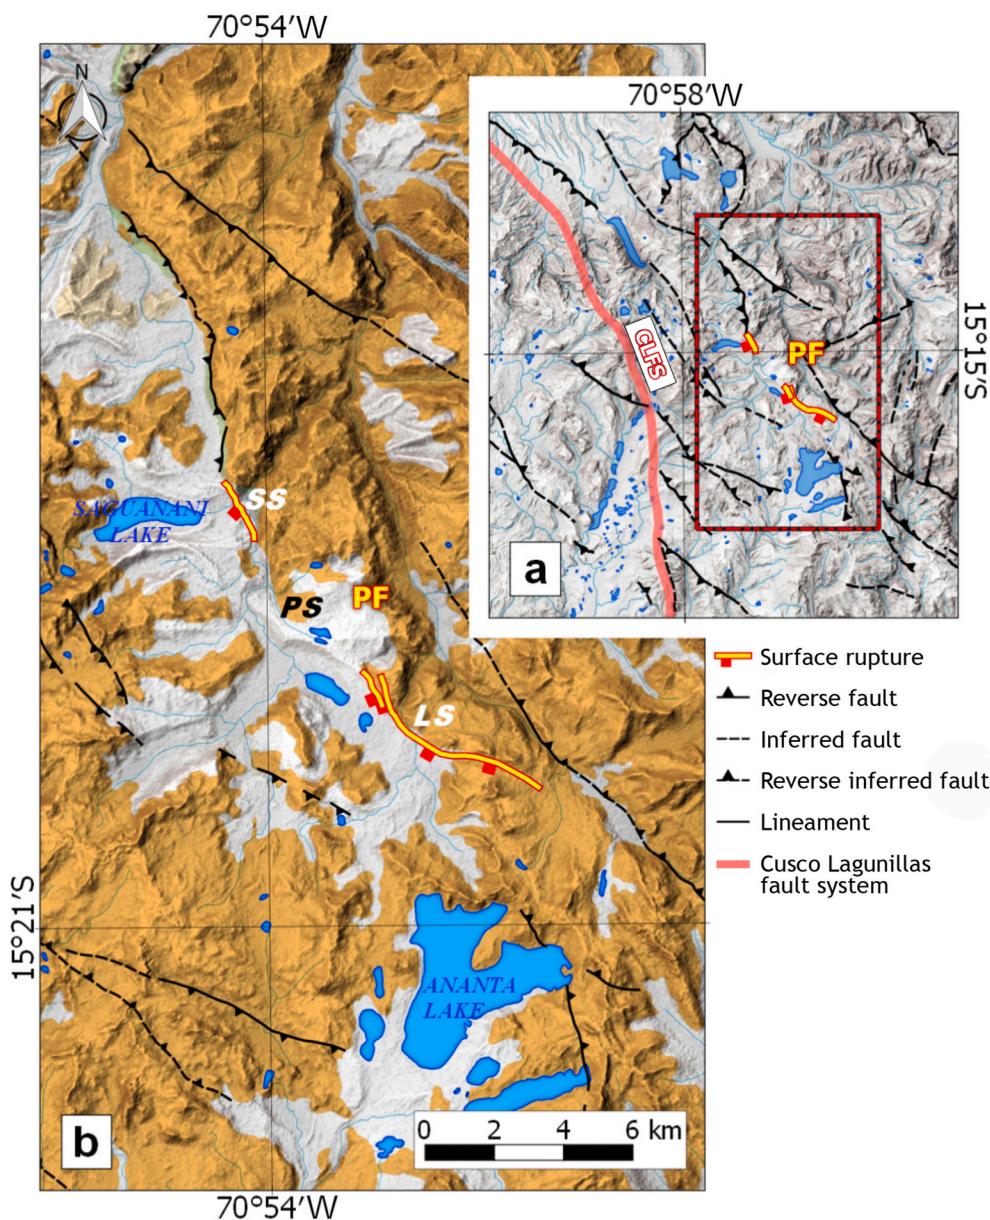 70°54'W
N
70°58'W
15°15'S
CLFS
PF
a
SAGUANANI
LAKE
SS
PS
PF
LS
Surface rupture
Reverse fault
Inferred fault
Reverse inferred fault
Lineament
Cusco Lagunillas
fault system
15°21'S
ANANTA
LAKE
b
0 2 4 6 km
70°54'W